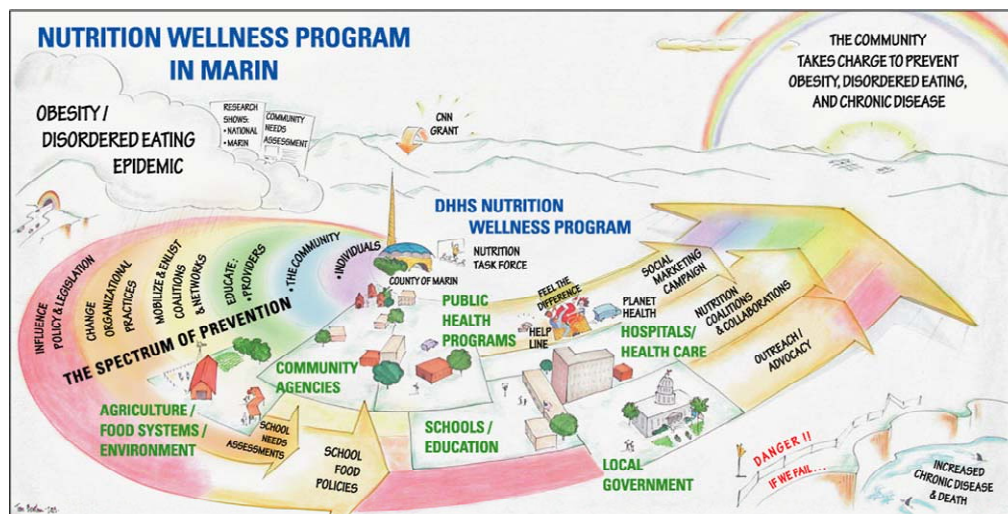 NUTRITION WELLNESS PROGRAM
IN MARIN
OBESITY /
DISORDERED EATING
EPIDEMIC
RESEARCH
SHOWS:
• NATIONAL
• MARIN
COMMUNITY
NEEDS
ASSESSMENT
CNN
GRANT
THE COMMUNITY
TAKES CHARGE TO PREVENT
OBESITY, DISORDERED EATING,
AND CHRONIC DISEASE
DHHS NUTRITION
WELLNESS PROGRAM
NUTRITION
TASK FORCE
COUNTY OF MARIN
INFLUENCE
POLICY & LEGISLATION
CHANGE
ORGANIZATIONAL
PRACTICES
MOBILIZE & ENLIST
COALITIONS
& NETWORKS
EDUCATE:
• PROVIDERS
• THE COMMUNITY
• INDIVIDUALS
THE SPECTRUM OF PREVENTION
PUBLIC
HEALTH
PROGRAMS
FEEL THE
DIFFERENCE
HELP
LINE
PLANET
HEALTH
SOCIAL
MARKETING
CAMPAIGN
NUTRITION
COALITIONS
& COLLABORATIONS
OUTREACH /
ADVOCACY
HOSPITALS/
HEALTH CARE
COMMUNITY
AGENCIES
AGRICULTURE /
FOOD SYSTEMS /
ENVIRONMENT
SCHOOL
NEEDS
ASSESSMENTS
SCHOOL
FOOD
POLICIES
SCHOOLS /
EDUCATION
LOCAL
GOVERNMENT
DANGER !!
IF WE FAIL...
INCREASED
CHRONIC DISEASE
& DEATH